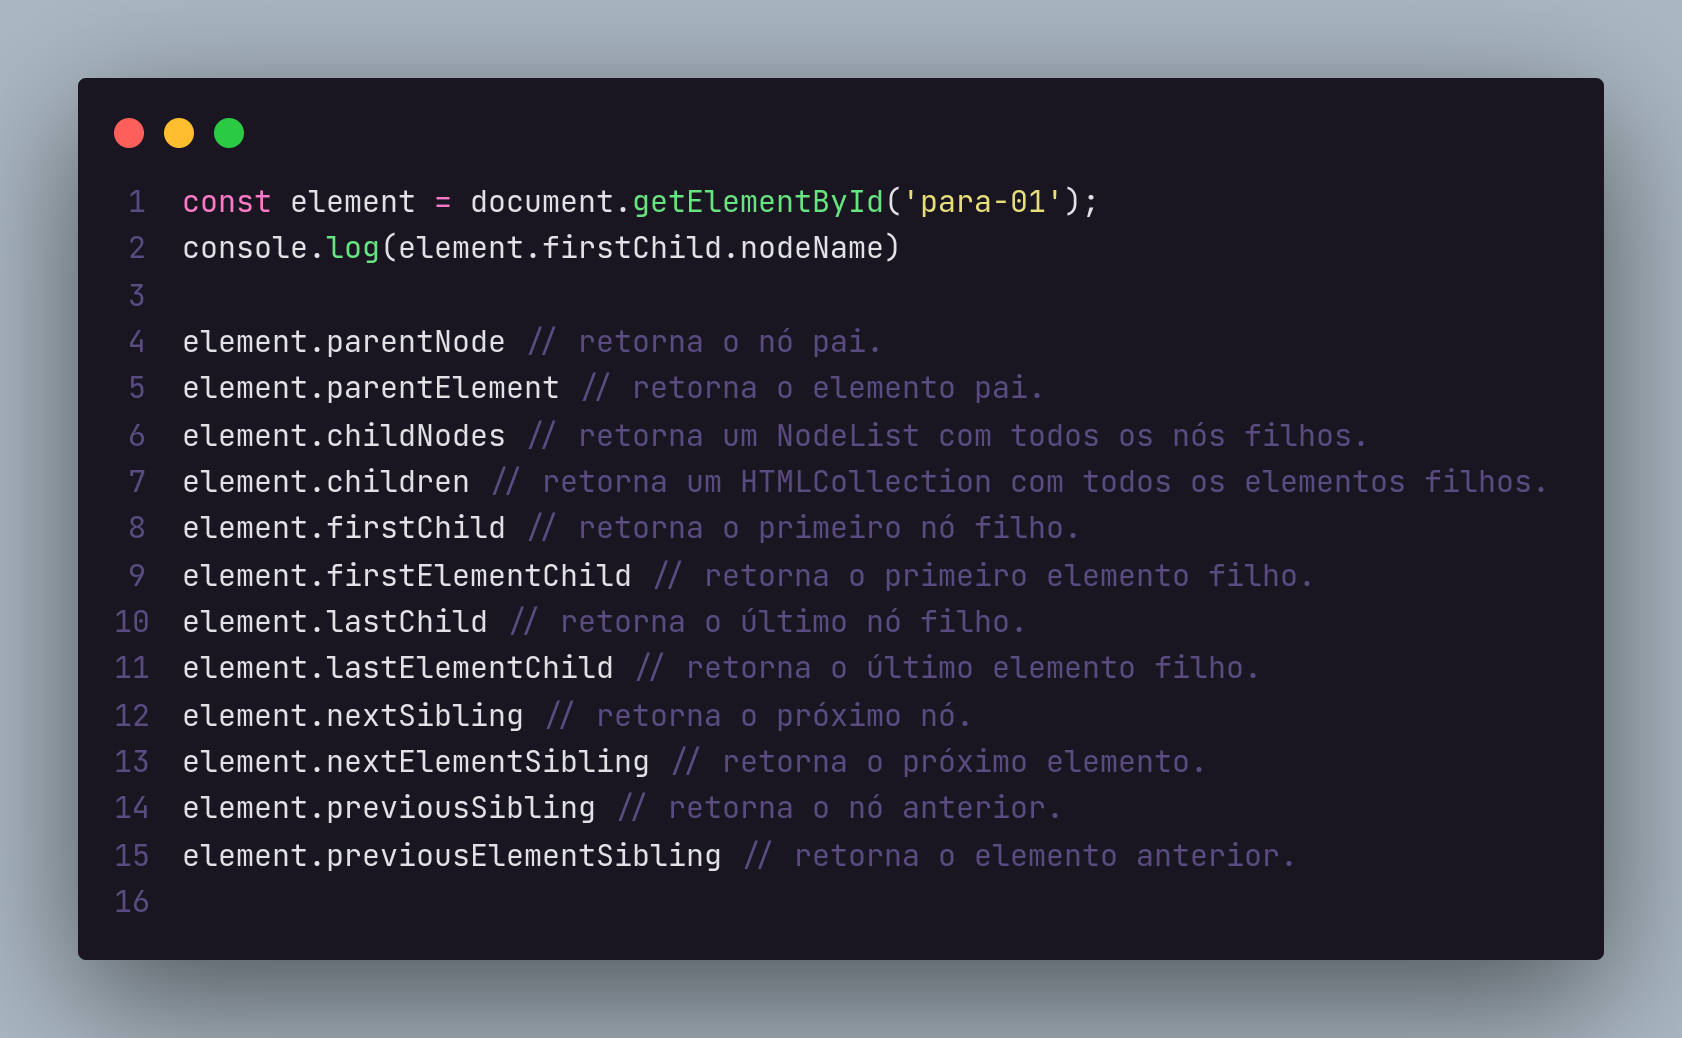 1 const element = document.getElementById('para-01');
2 console.log(element.firstChild.nodeName)
3
4 element.parentNode // retorna o nó pai.
5 element.parentElement // retorna o elemento pai.
6 element.childNodes // retorna um NodeList com todos os nós filhos.
7 element.children // retorna um HTMLCollection com todos os elementos filhos.
8 element.firstChild // retorna o primeiro nó filho.
9 element.firstElementChild // retorna o primeiro elemento filho.
10 element.lastChild // retorna o último nó filho.
11 element.lastElementChild // retorna o último elemento filho.
12 element.nextSibling // retorna o próximo nó.
13 element.nextElementSibling // retorna o próximo elemento.
14 element.previousSibling // retorna o nó anterior.
15 element.previousElementSibling // retorna o elemento anterior.
16